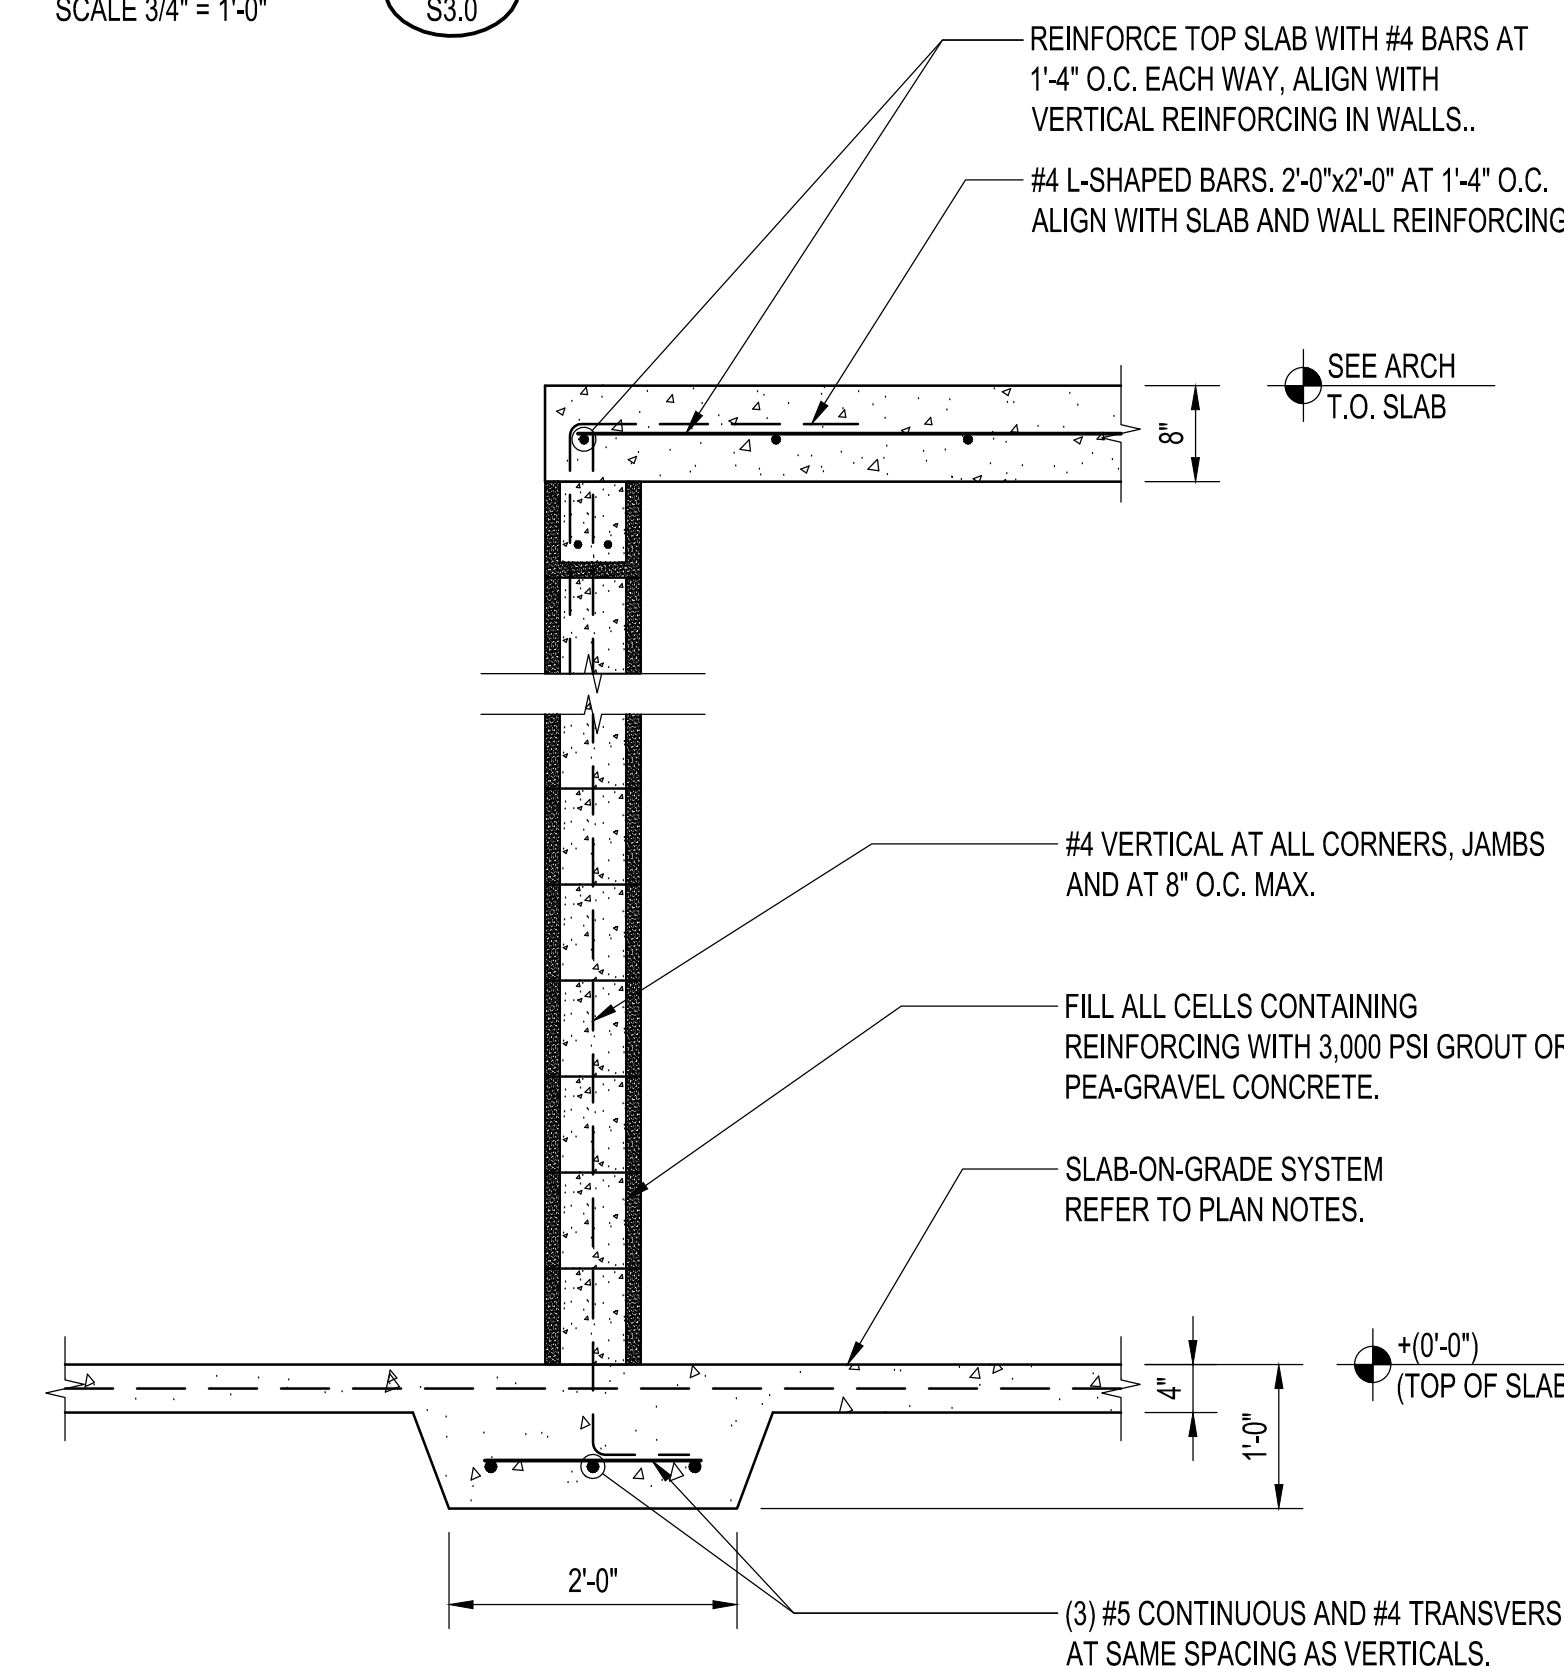 SCALE 3/4" = 1'-0"
S3.0
REINFORCE TOP SLAB WITH #4 BARS AT
1'-4" O.C. EACH WAY, ALIGN WITH
VERTICAL REINFORCING IN WALLS..
#4 L-SHAPED BARS. 2'-0"x2'-0" AT 1'-4" O.C.
ALIGN WITH SLAB AND WALL REINFORCING
SEE ARCH
T.O. SLAB
8"
#4 VERTICAL AT ALL CORNERS, JAMBS
AND AT 8" O.C. MAX.
FILL ALL CELLS CONTAINING
REINFORCING WITH 3,000 PSI GROUT OR
PEA-GRAVEL CONCRETE.
SLAB-ON-GRADE SYSTEM
REFER TO PLAN NOTES.
+(0'-0")
(TOP OF SLAB
4"
1'-0"
2'-0"
(3) #5 CONTINUOUS AND #4 TRANSVERS
AT SAME SPACING AS VERTICALS.